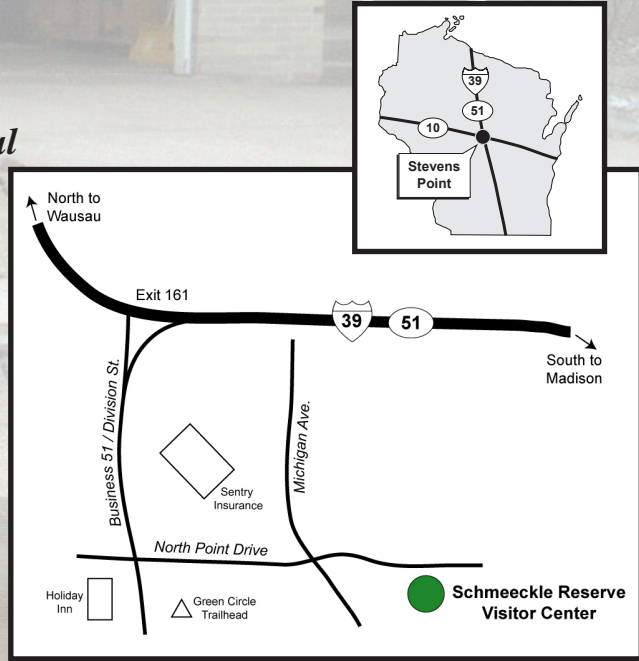 ul
39
51
10
Stevens
Point
North to
Wausau
Exit 161
39
51
South to
Madison
Business 51 / Division St.
Michigan Ave.
Sentry
Insurance
North Point Drive
Holiday
Inn
Green Circle
Trailhead
Schmeeckle Reserve
Visitor Center